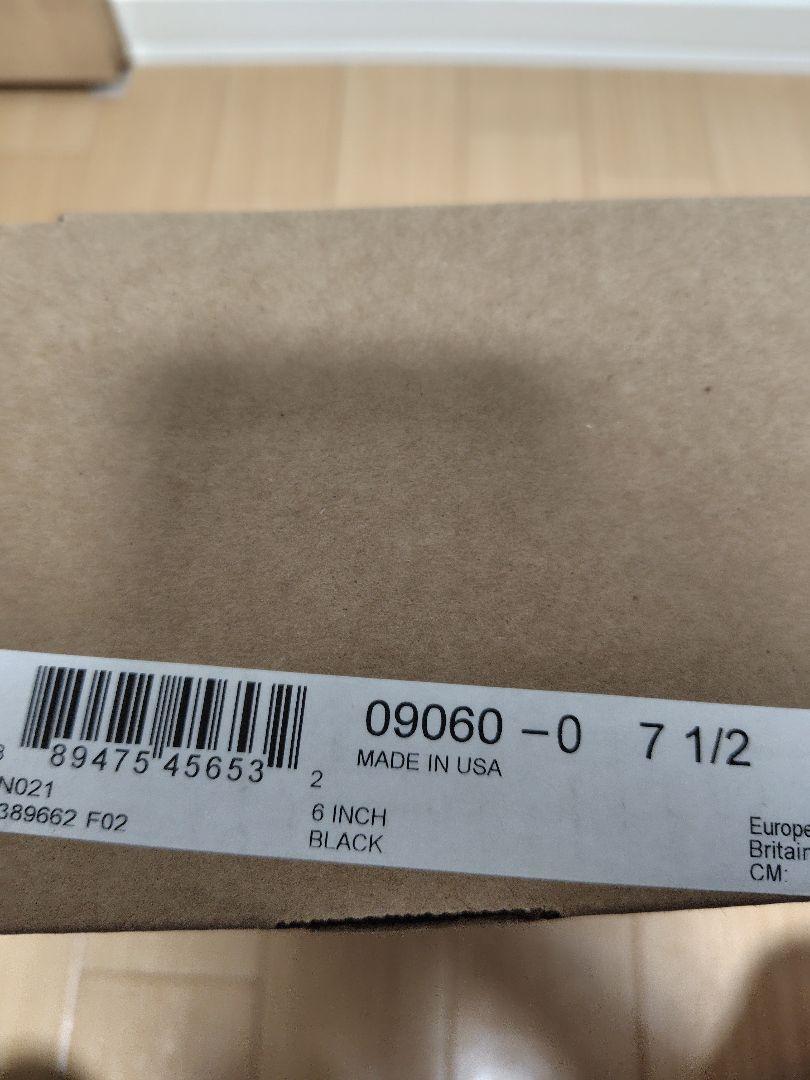 09060 – 0 7 1/2
8 89475 45653 2
MADE IN USA
N021
6 INCH
389662 F02
BLACK
Europe
Britain
CM: